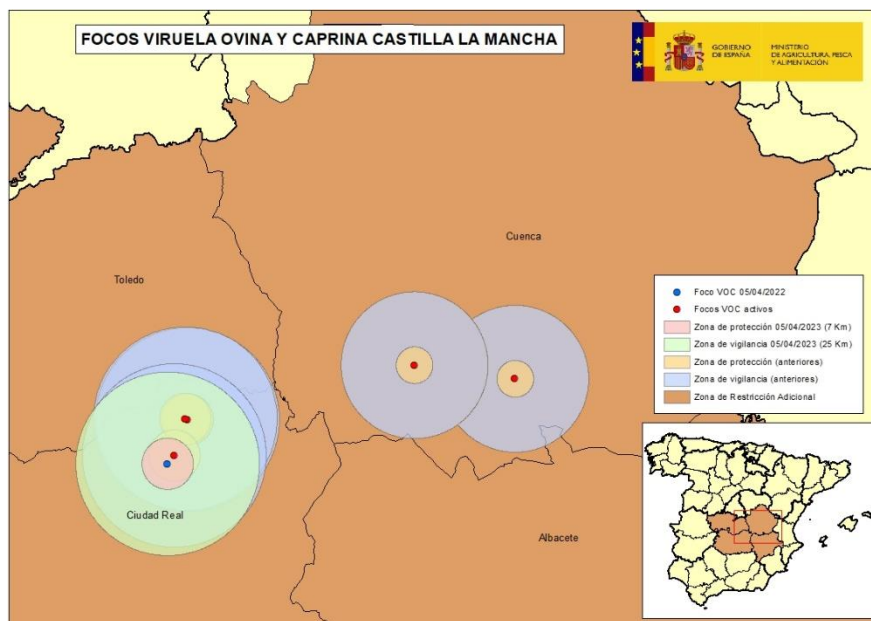 FOCOS VIRUELA OVINA Y CAPRINA CASTILLA LA MANCHA
GOBIERNO
DE ESPAÑA
MINISTERIO
DE AGRICULTURA, PESCA
Y ALIMENTACIÓN
Cuenca
Toledo
Foco VOC 05/04/2022
Focos VOC activos
Zona de protección 05/04/2023 (7 Km)
Zona de vigilancia 05/04/2023 (25 Km)
Zona de protección (anteriores)
Zona de vigilancia (anteriores)
Zona de Restricción Adicional
Ciudad Real
Albacete